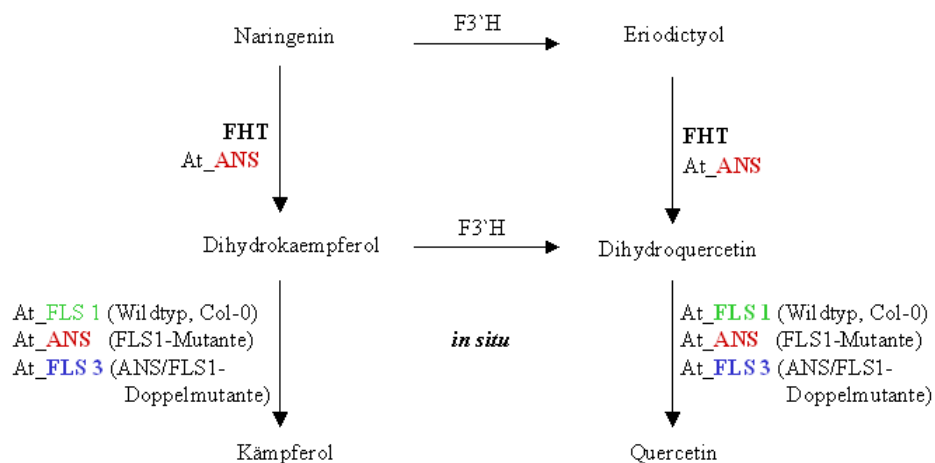 Naringenin
F3`H
Eriodictyol
FHT
At_ANS
FHT
At_ANS
Dihydrokaempferol
F3`H
Dihydroquercetin
At_FLS 1 (Wildtyp, Col-0)
At_ANS (FLS1-Mutante)
At_FLS 3 (ANS/FLS1-
Doppelmutante)
in situ
At_FLS 1 (Wildtyp, Col-0)
At_ANS (FLS1-Mutante)
At_FLS 3 (ANS/FLS1-
Doppelmutante)
Kämpferol
Quercetin